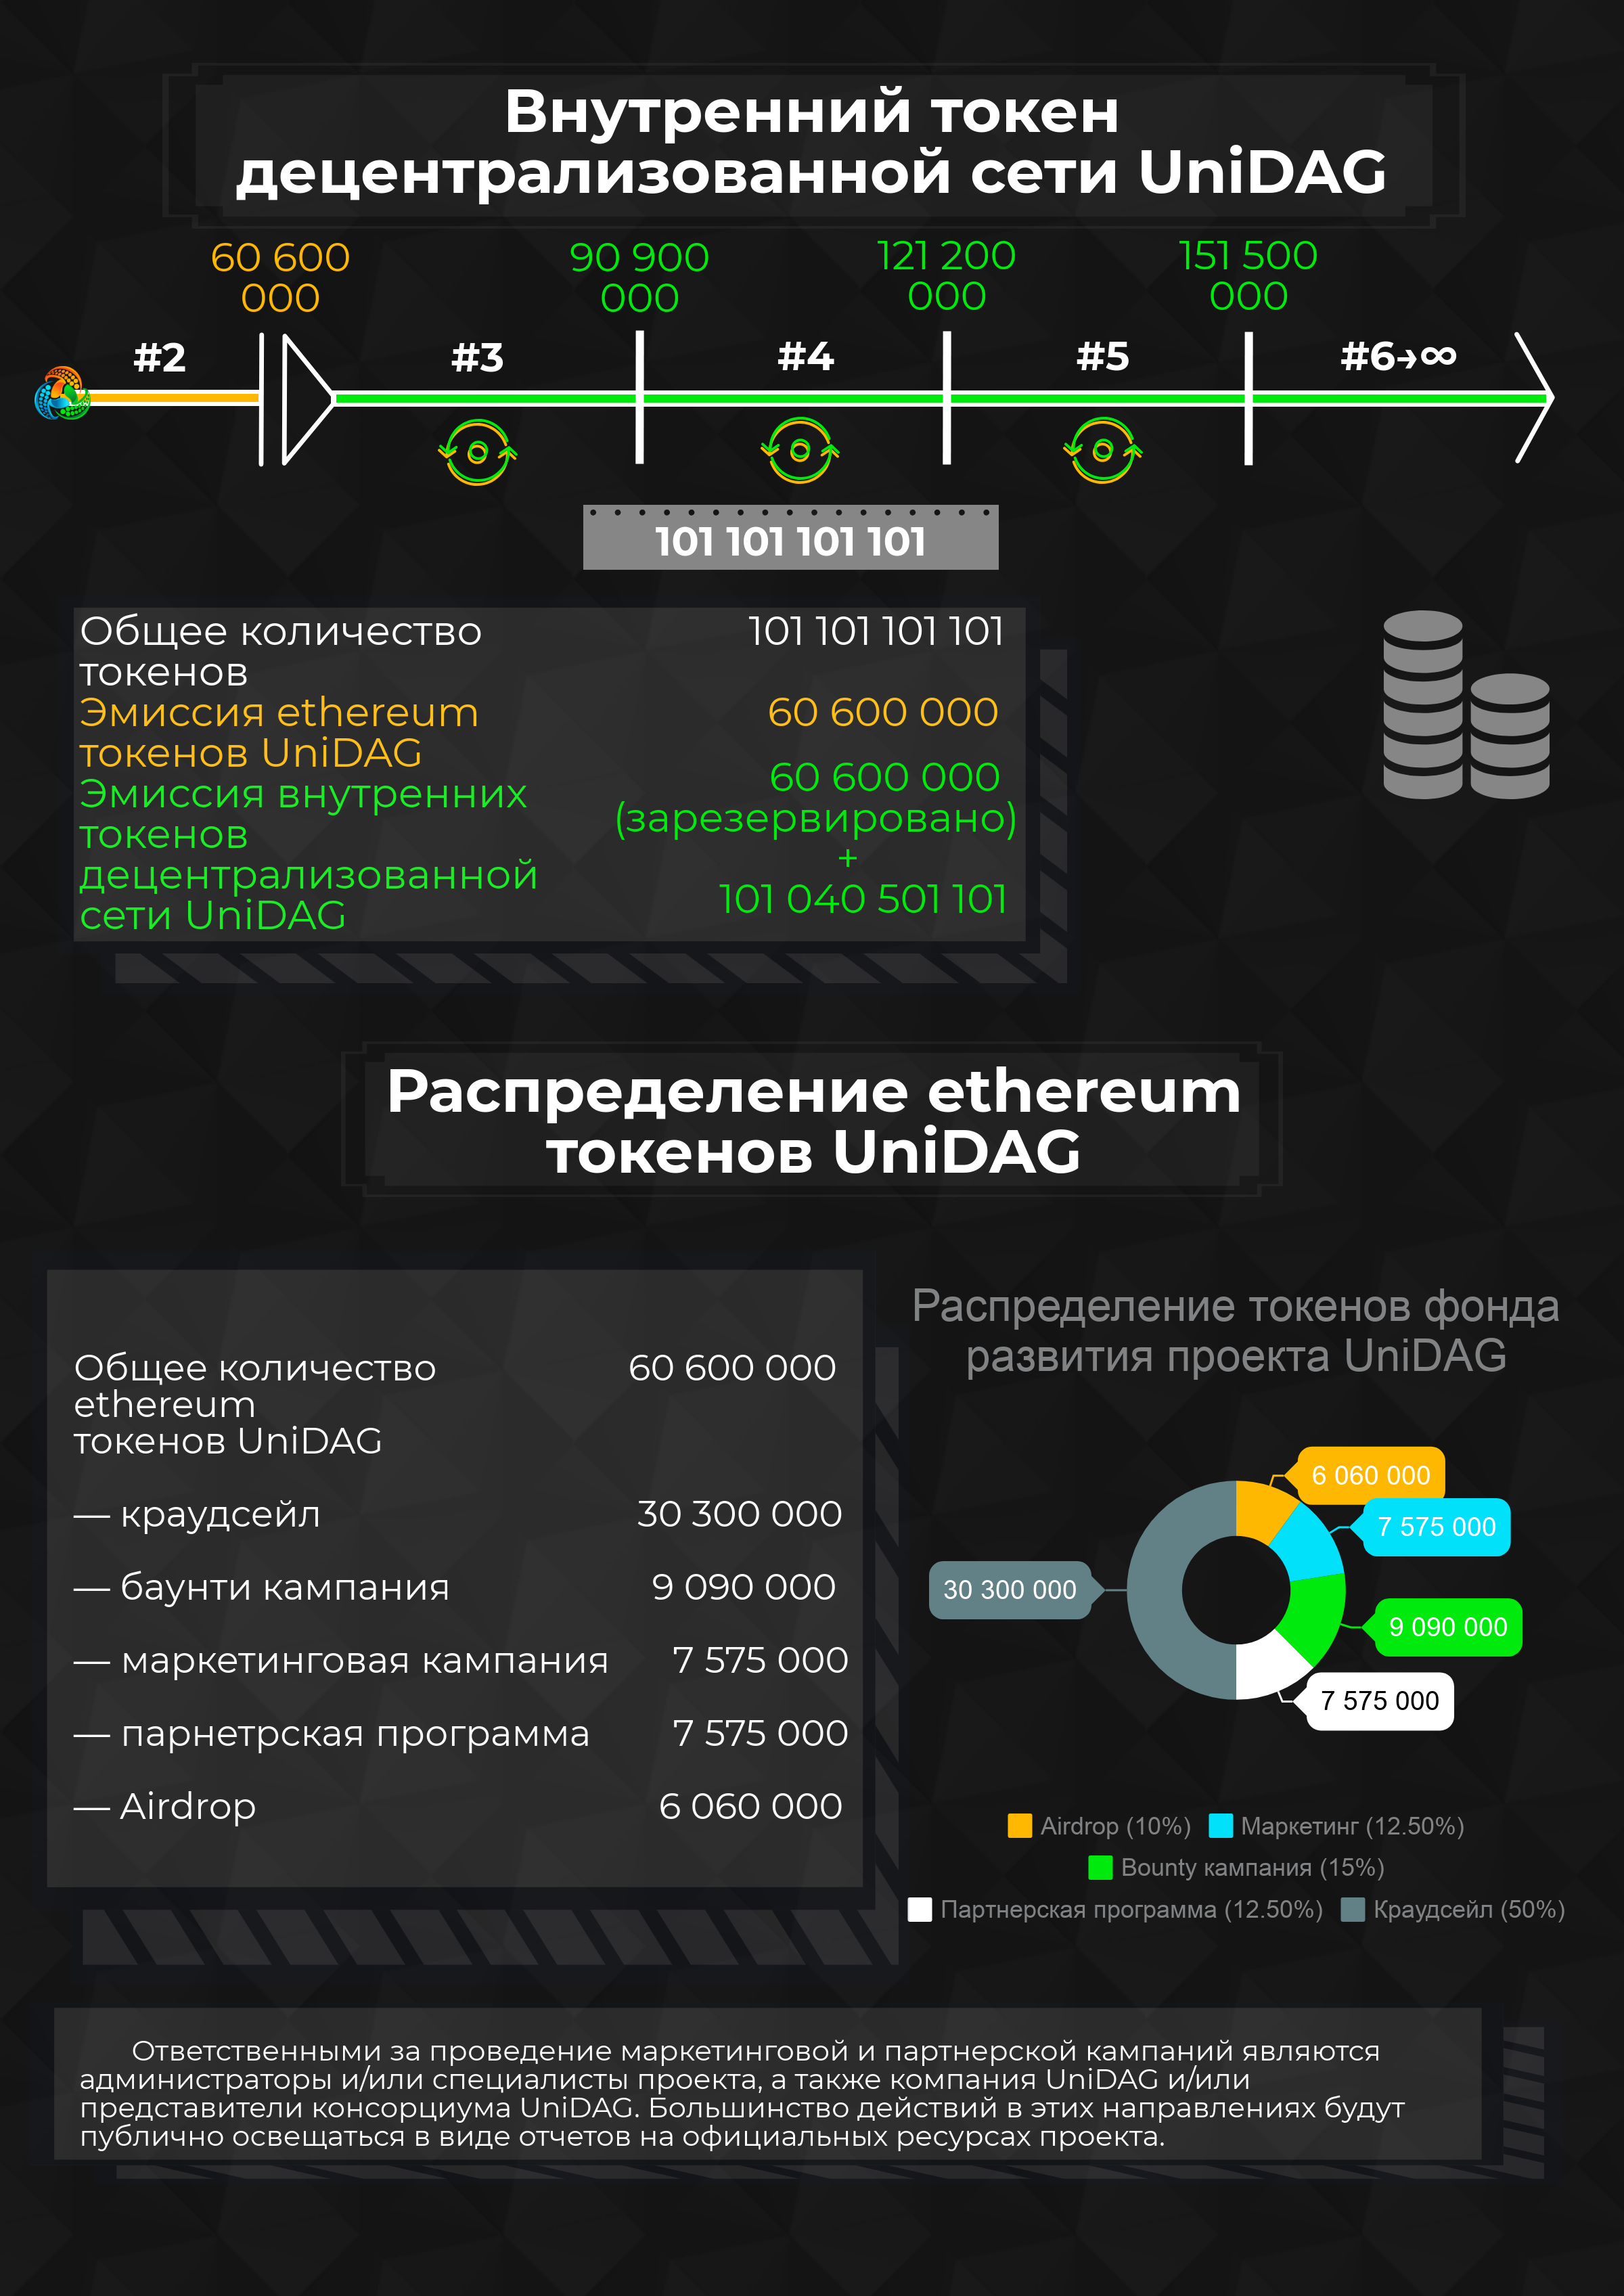 Внутренний токен
децентрализованной сети UniDAG
60 600
000
90 900
000
121 200
000
151 500
000
#2
#3
#4
#5
#6→∞
101 101 101 101
Общее количество
токенов
101 101 101 101
Эмиссия ethereum
токенов UniDAG
60 600 000
Эмиссия внутренних
токенов
децентрализованной
сети UniDAG
60 600 000
(зарезервировано)
+
101 040 501 101
Распределение ethereum
токенов UniDAG
Общее количество
ethereum
токенов UniDAG
60 600 000
— краудсейл 30 300 000
— баунти кампания 9 090 000
— маркетинговая кампания 7 575 000
— парнетрская программа 7 575 000
— Airdrop 6 060 000
Распределение токенов фонда
развития проекта UniDAG
6 060 000
7 575 000
30 300 000
9 090 000
7 575 000
Airdrop (10%) Маркетинг (12.50%)
Bounty кампания (15%)
Партнерская программа (12.50%) Краудсейл (50%)
Ответственными за проведение маркетинговой и партнерской кампаний являются
администраторы и/или специалисты проекта, а также компания UniDAG и/или
представители консорциума UniDAG. Большинство действий в этих направлениях будут
публично освещаться в виде отчетов на официальных ресурсах проекта.